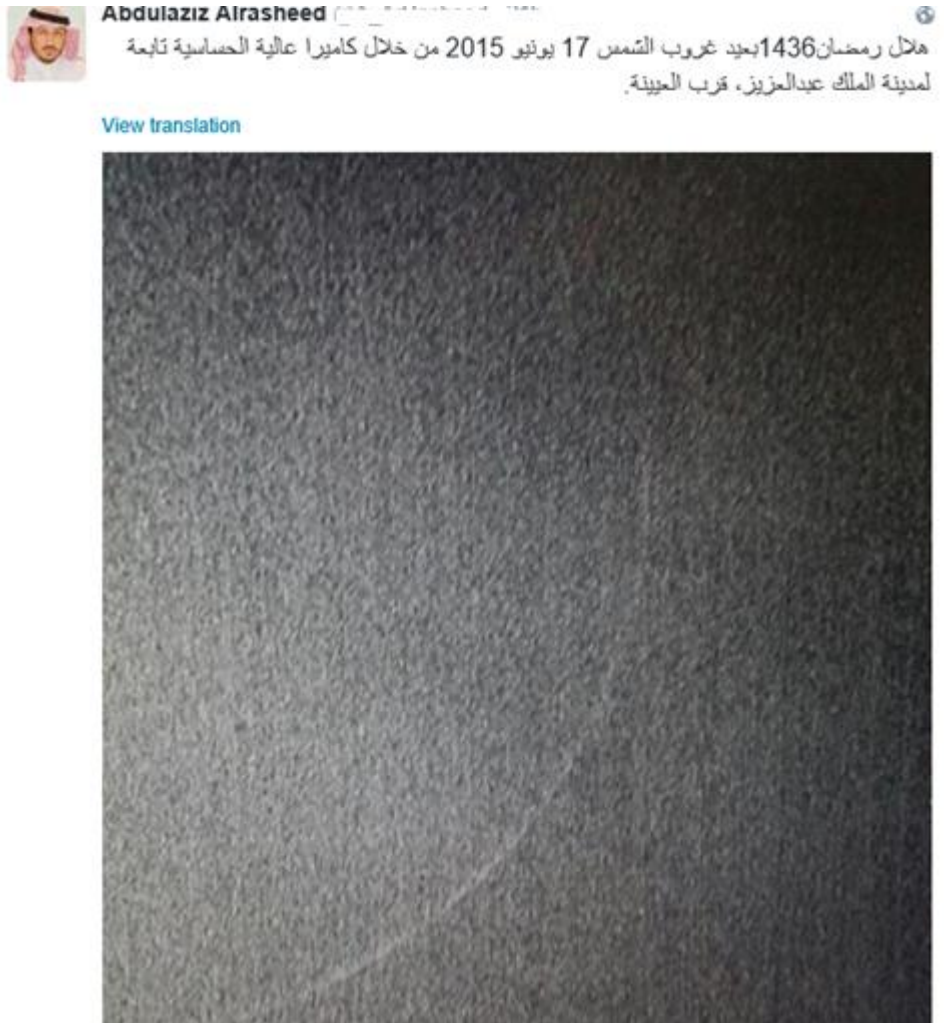 Abdulaziz Alrasheed
هلال رمضان1436بعيد غروب الشمس 17 يونيو 2015 من خلال كاميرا عالية الحساسية تابعة
لمدينة الملك عبدالعزيز، قرب العيينة.
View translation